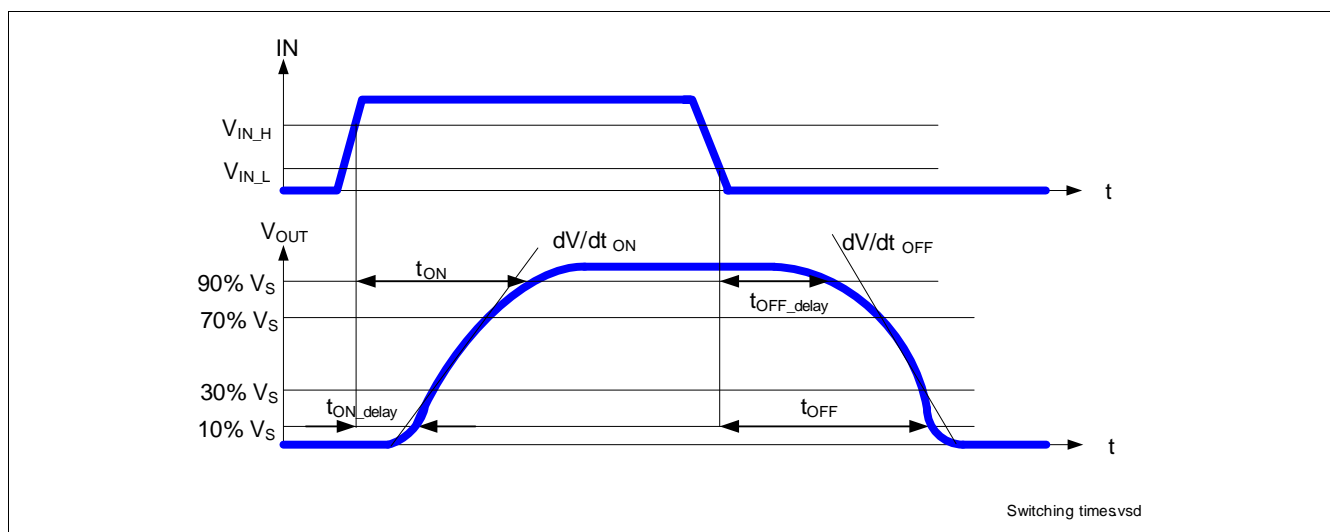 IN
V_IN_H
V_IN_L
t
V_OUT
dV/dt ON
dV/dt OFF
t_ON
90% V_S
t_OFF_delay
70% V_S
30% V_S
t_ON_delay
t_OFF
10% V_S
t
Switching times.vsd